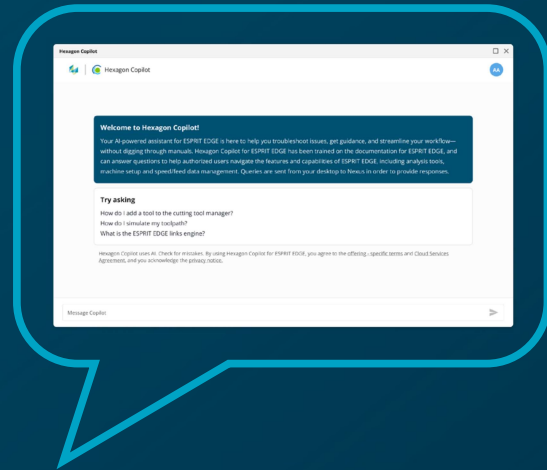 Hexagon Copilot
Hexagon Copilot
RA
Welcome to Hexagon Copilot!
Your AI-powered assistant for ESPRIT EDGE is here to help you troubleshoot issues, get guidance, and streamline your workflow—
without digging through manuals. Hexagon Copilot for ESPRIT EDGE has been trained on the documentation for ESPRIT EDGE, and
can answer questions to help authorized users navigate the features and capabilities of ESPRIT EDGE, including analysis tools,
machine setup and speed/feed data management. Queries are sent from your desktop to Nexus in order to provide responses.
Try asking
How do I add a tool to the cutting tool manager?
How do I simulate my toolpath?
What is the ESPRIT EDGE links engine?
Hexagon Copilot uses AI. Check for mistakes. By using Hexagon Copilot for ESPRIT EDGE, you agree to the offering - specific terms and Cloud Services
Agreement, and you acknowledge the privacy notice.
Message Copilot